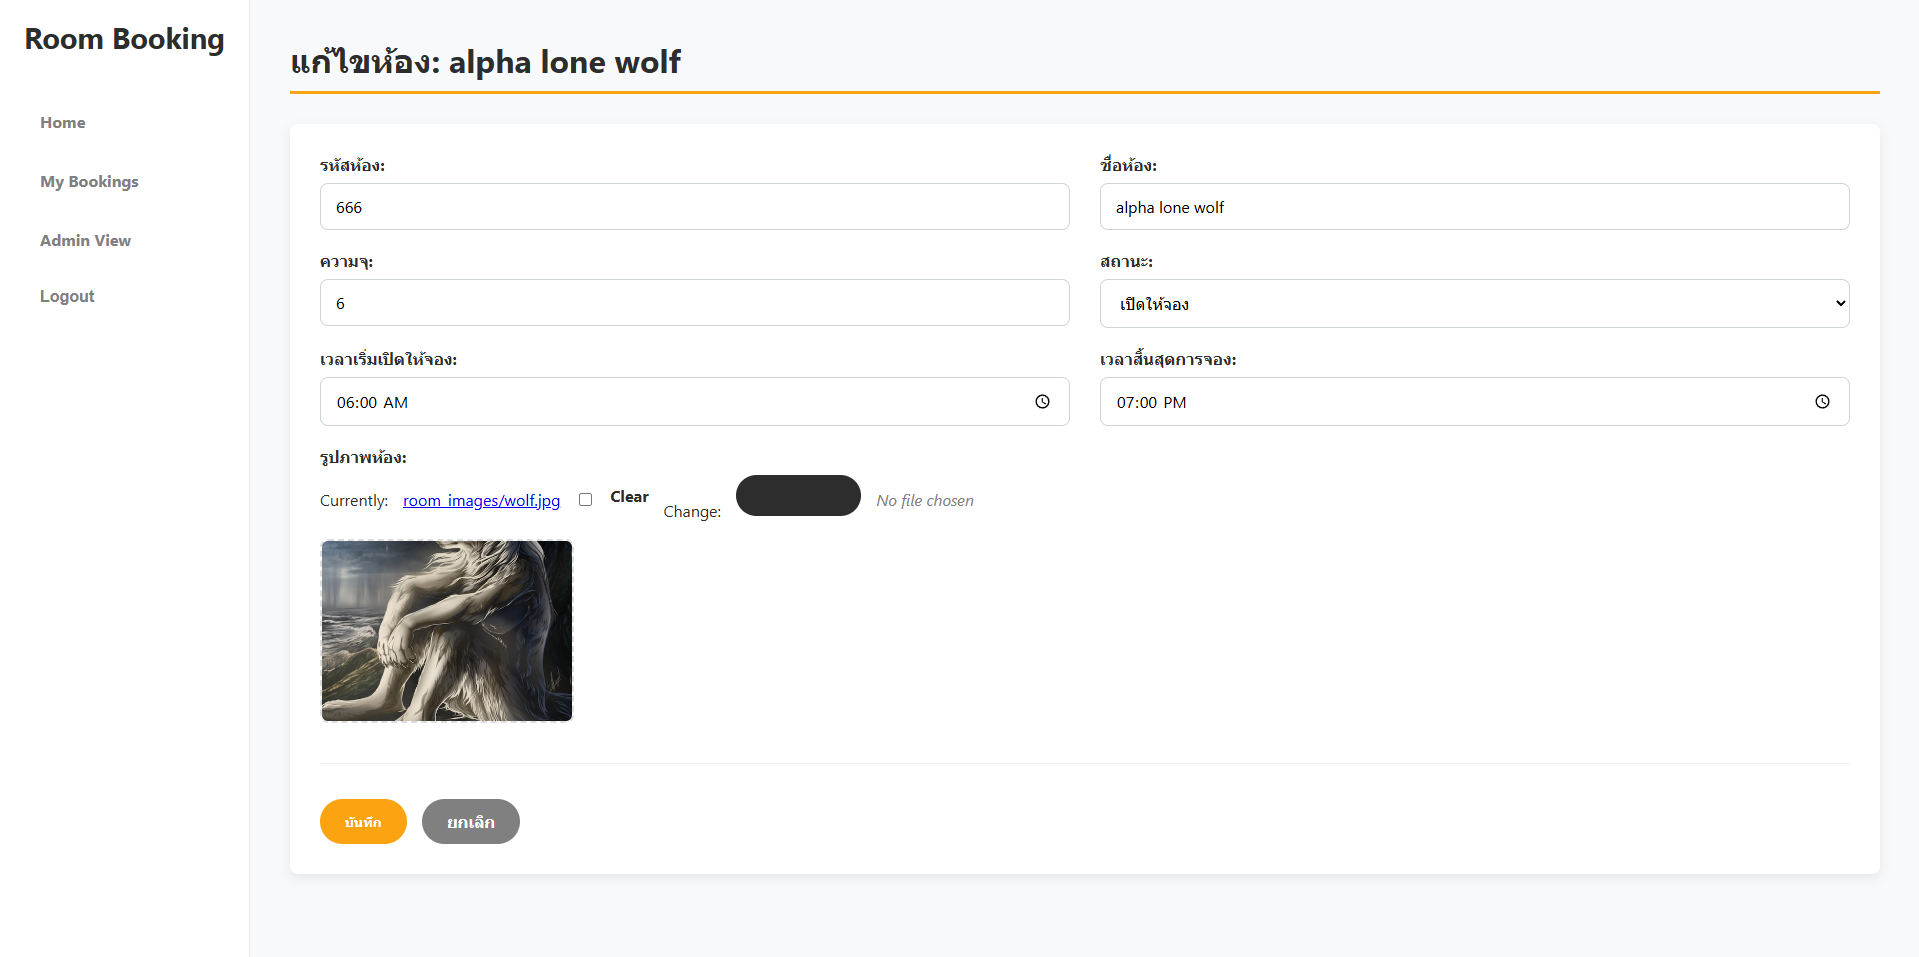 Room Booking
Home
My Bookings
Admin View
Logout
แก้ไขห้อง: alpha lone wolf
รหัสห้อง:
666
ชื่อห้อง:
alpha lone wolf
ความจุ:
6
สถานะ:
เปิดให้จอง
เวลาเริ่มเปิดให้จอง:
06:00 AM
เวลาสิ้นสุดการจอง:
07:00 PM
รูปภาพห้อง:
Currently: room_images/wolf.jpg Clear Change: No file chosen
บันทึก ยกเลิก